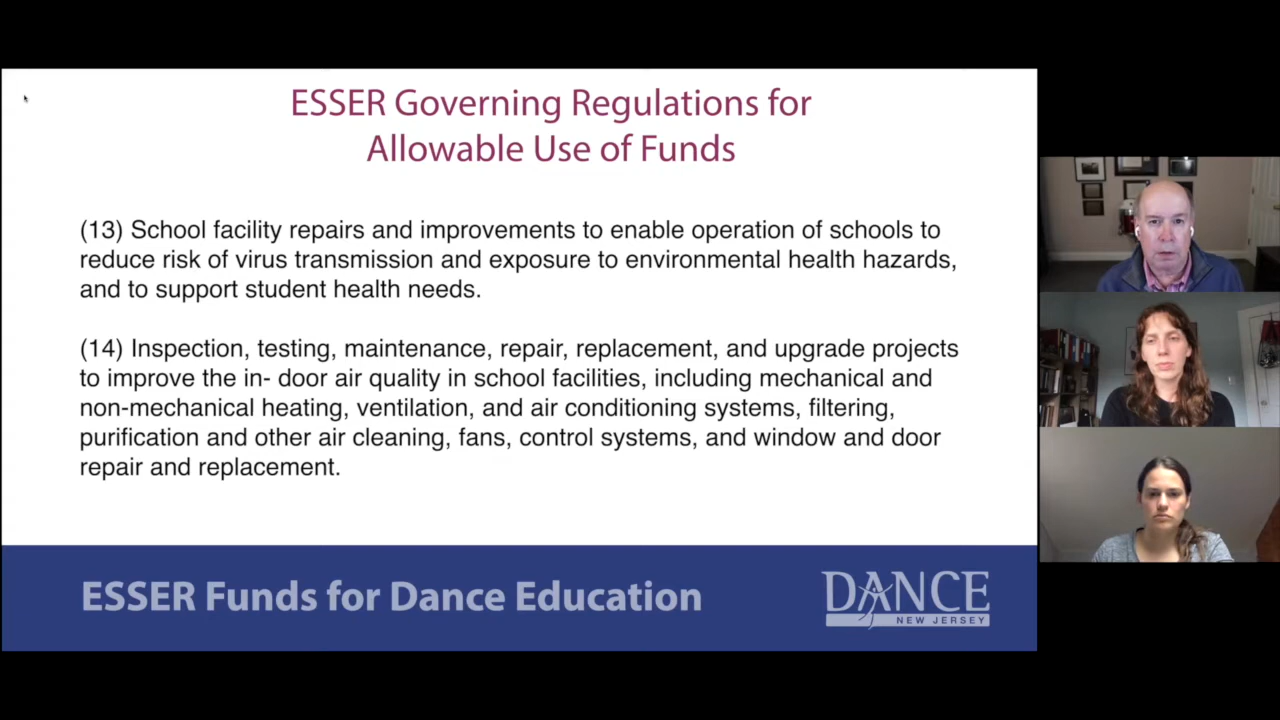 ESSER Governing Regulations for
Allowable Use of Funds
(13) School facility repairs and improvements to enable operation of schools to
reduce risk of virus transmission and exposure to environmental health hazards,
and to support student health needs.
(14) Inspection, testing, maintenance, repair, replacement, and upgrade projects
to improve the in- door air quality in school facilities, including mechanical and
non-mechanical heating, ventilation, and air conditioning systems, filtering,
purification and other air cleaning, fans, control systems, and window and door
repair and replacement.
ESSER Funds for Dance Education
DANCE
NEW JERSEY